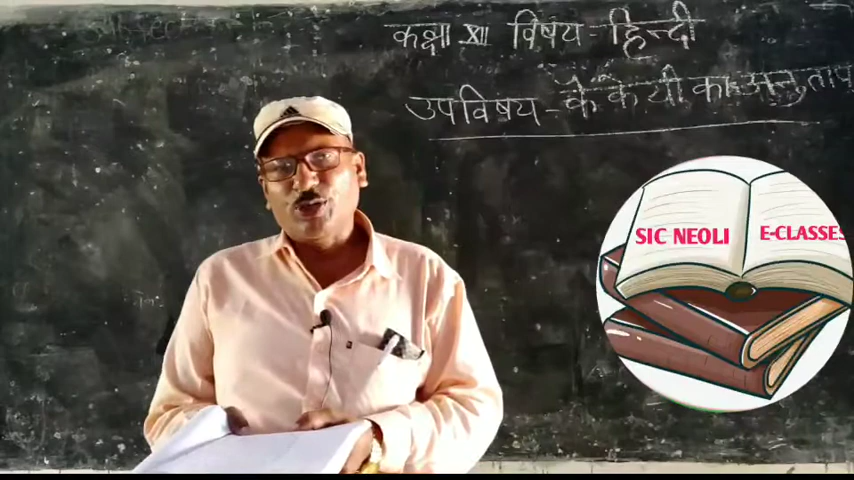 कक्षा XII विषय - हिन्दी
उपविषय - कैकेयी का अनुताप
SIC NEOLI E-CLASSES